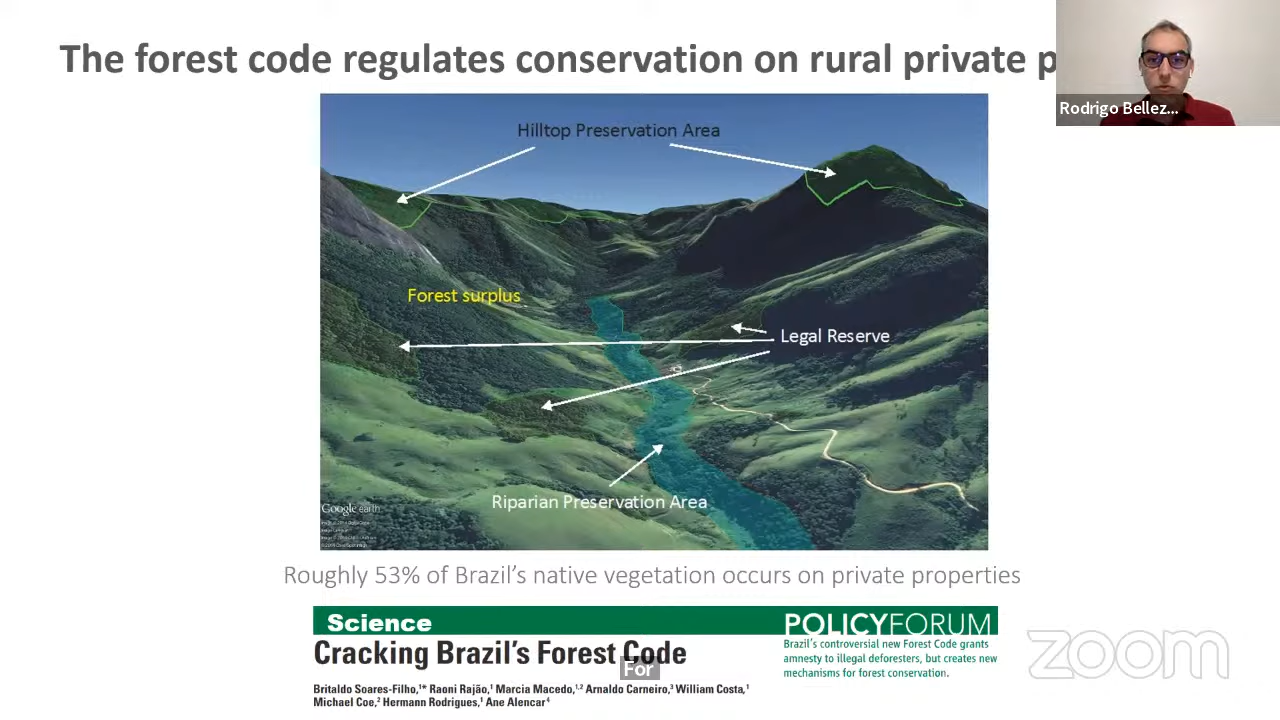 The forest code regulates conservation on rural private p
Rodrigo Bellez...
Hilltop Preservation Area
Forest surplus
Legal Reserve
Riparian Preservation Area
Google earth
Roughly 53% of Brazil's native vegetation occurs on private properties
Science
POLICYFORUM
Cracking Brazil's Forest Code
For
Brazil's controversial new Forest Code grants
amnesty to illegal deforesters, but creates new
mechanisms for forest conservation.
Britaldo Soares-Filho,¹* Raoni Rajão,¹ Marcia Macedo,¹,² Arnaldo Carneiro,³ William Costa,¹
Michael Coe,² Hermann Rodrigues,¹ Ane Alencar⁴
zoom